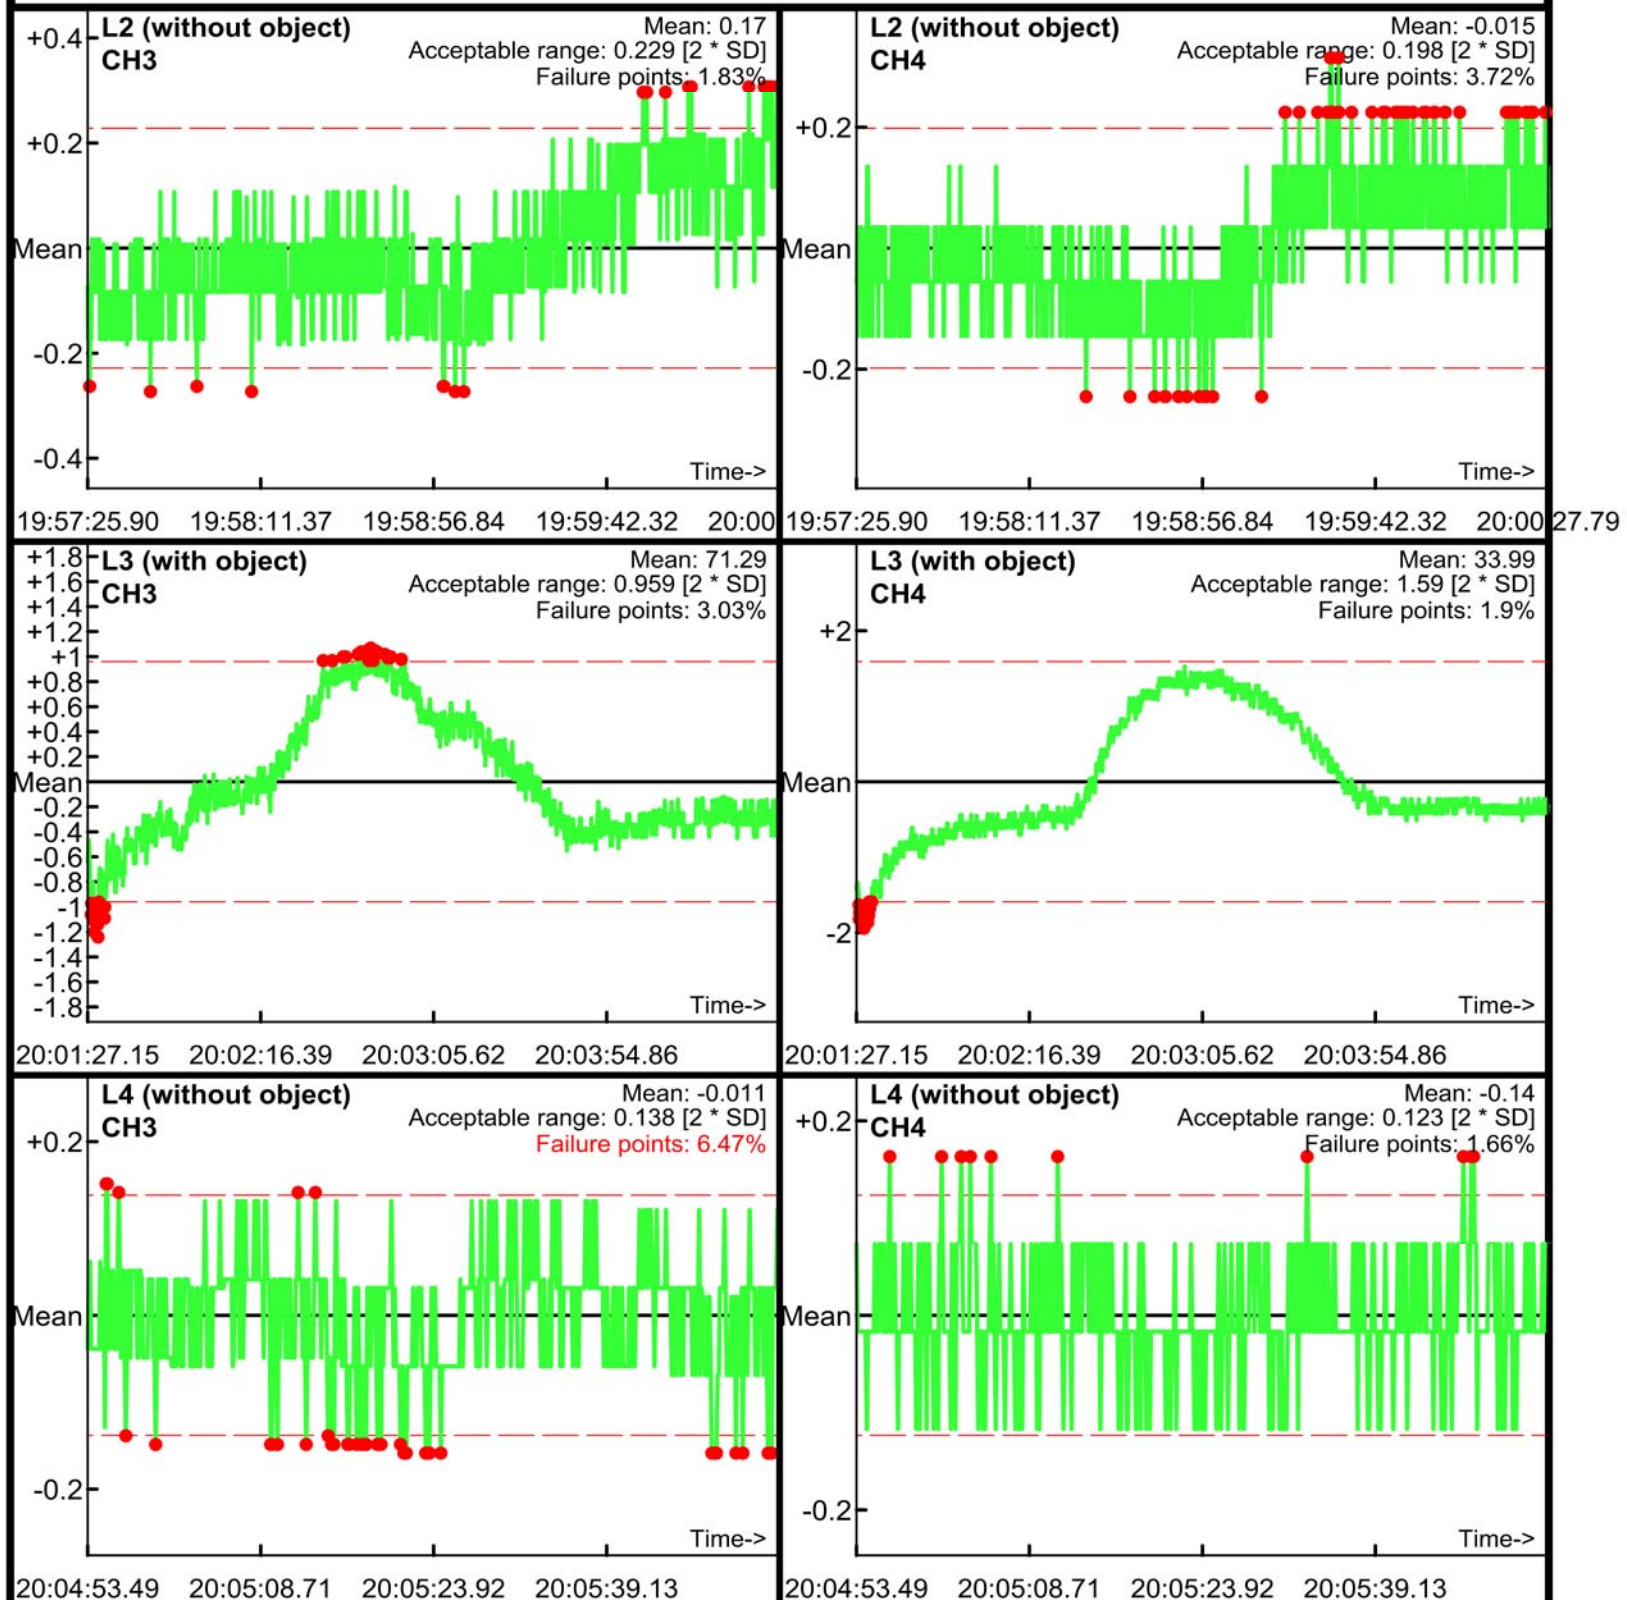 L2 (without object)
CH3
Mean: 0.17
Acceptable range: 0.229 [2 * SD]
Failure points: 1.83%
+0.4
+0.2
Mean
-0.2
-0.4
Time->
19:57:25.90 19:58:11.37 19:58:56.84 19:59:42.32 20:00
L2 (without object)
CH4
Mean: -0.015
Acceptable range: 0.198 [2 * SD]
Failure points: 3.72%
+0.2
Mean
-0.2
Time->
19:57:25.90 19:58:11.37 19:58:56.84 19:59:42.32 20:00:27.79
L3 (with object)
CH3
Mean: 71.29
Acceptable range: 0.959 [2 * SD]
Failure points: 3.03%
+1.8
+1.6
+1.4
+1.2
+1
+0.8
+0.6
+0.4
+0.2
Mean
-0.2
-0.4
-0.6
-0.8
-1
-1.2
-1.4
-1.6
-1.8
Time->
20:01:27.15 20:02:16.39 20:03:05.62 20:03:54.86
L3 (with object)
CH4
Mean: 33.99
Acceptable range: 1.59 [2 * SD]
Failure points: 1.9%
+2
Mean
-2
Time->
20:01:27.15 20:02:16.39 20:03:05.62 20:03:54.86
L4 (without object)
CH3
Mean: -0.011
Acceptable range: 0.138 [2 * SD]
Failure points: 6.47%
+0.2
Mean
-0.2
Time->
20:04:53.49 20:05:08.71 20:05:23.92 20:05:39.13
L4 (without object)
CH4
Mean: -0.14
Acceptable range: 0.123 [2 * SD]
Failure points: 1.66%
+0.2
Mean
-0.2
Time->
20:04:53.49 20:05:08.71 20:05:23.92 20:05:39.13